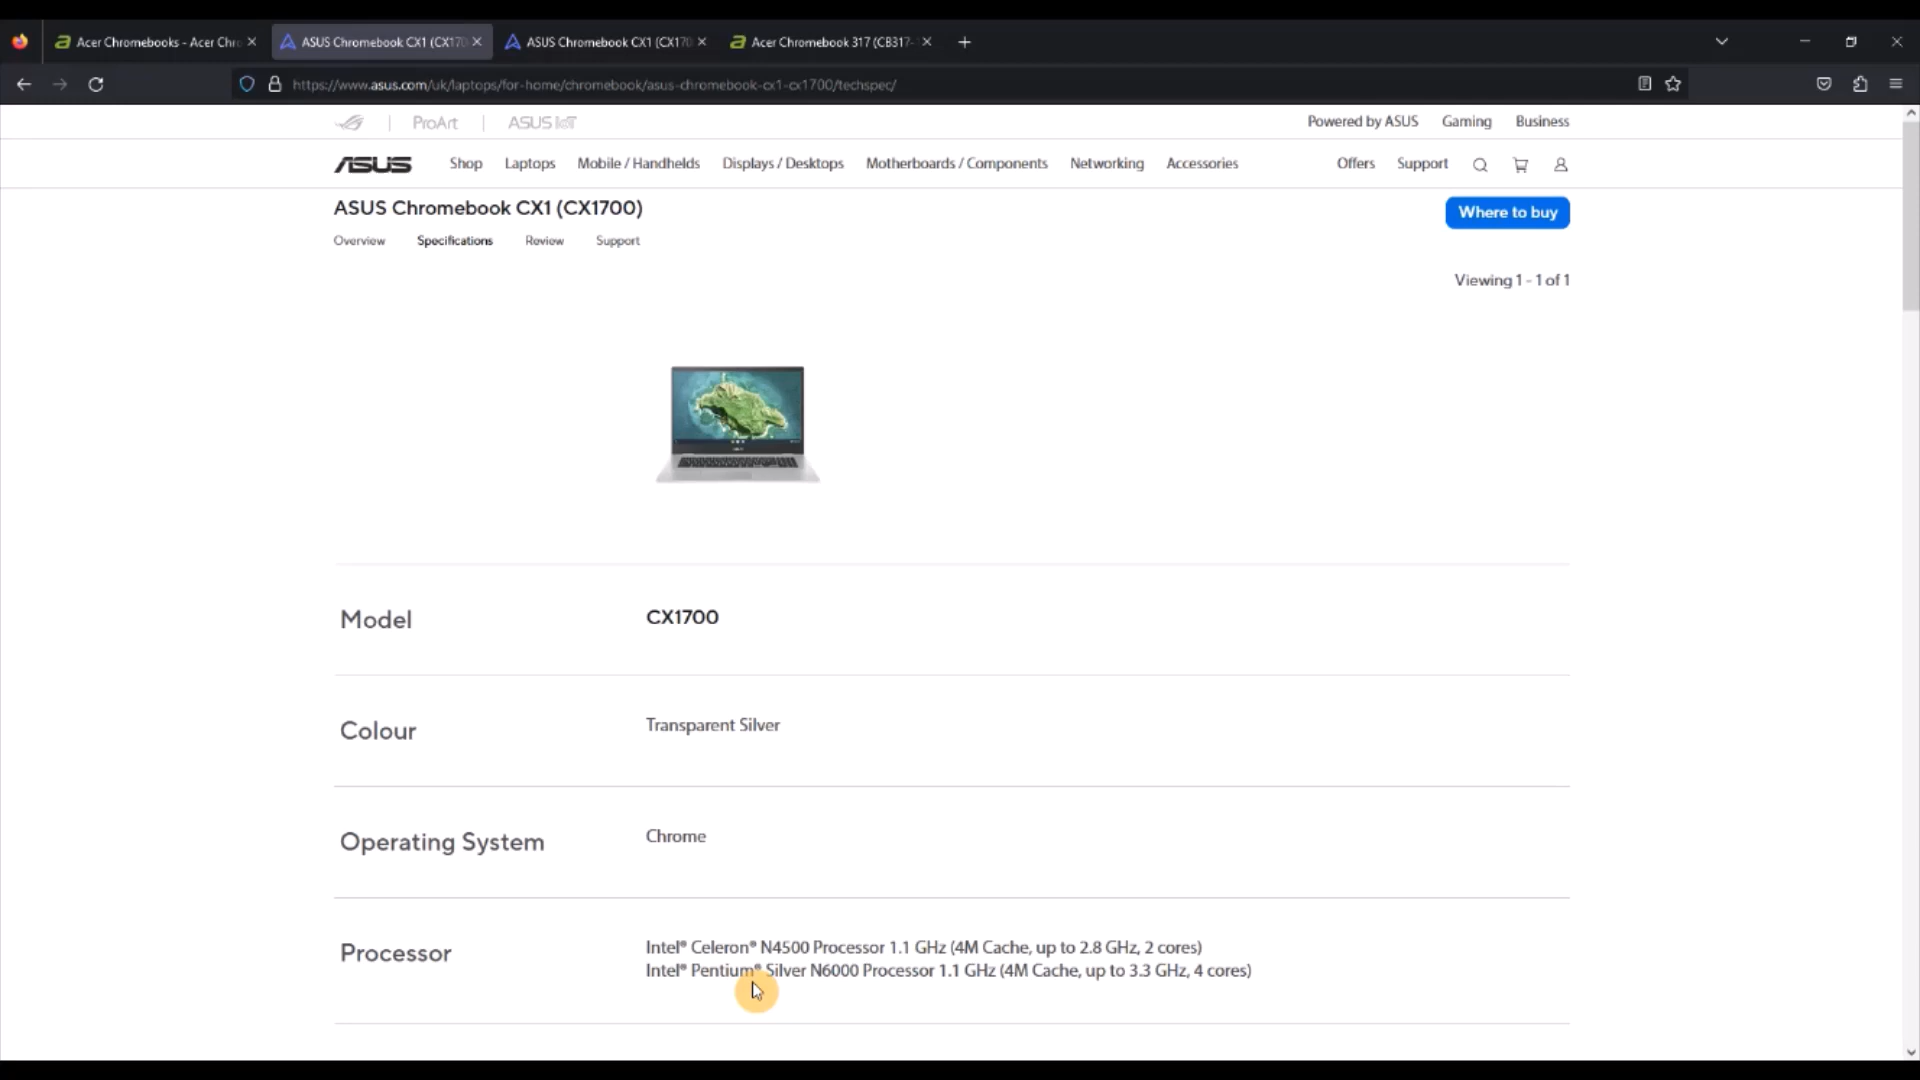 Acer Chromebooks - Acer Chro
ASUS Chromebook CX1 (CX170
ASUS Chromebook CX1 (CX170
Acer Chromebook 317 (CB317-
https://www.asus.com/uk/laptops/for-home/chromebook/asus-chromebook-cx1-cx1700/techspec/
ProArt
ASUS IoT
Powered by ASUS
Gaming
Business
ASUS
Shop
Laptops
Mobile / Handhelds
Displays / Desktops
Motherboards / Components
Networking
Accessories
Offers
Support
ASUS Chromebook CX1 (CX1700)
Where to buy
Overview
Specifications
Review
Support
Viewing 1 - 1 of 1
Model
CX1700
Colour
Transparent Silver
Operating System
Chrome
Processor
Intel® Celeron® N4500 Processor 1.1 GHz (4M Cache, up to 2.8 GHz, 2 cores)
Intel® Pentium® Silver N6000 Processor 1.1 GHz (4M Cache, up to 3.3 GHz, 4 cores)